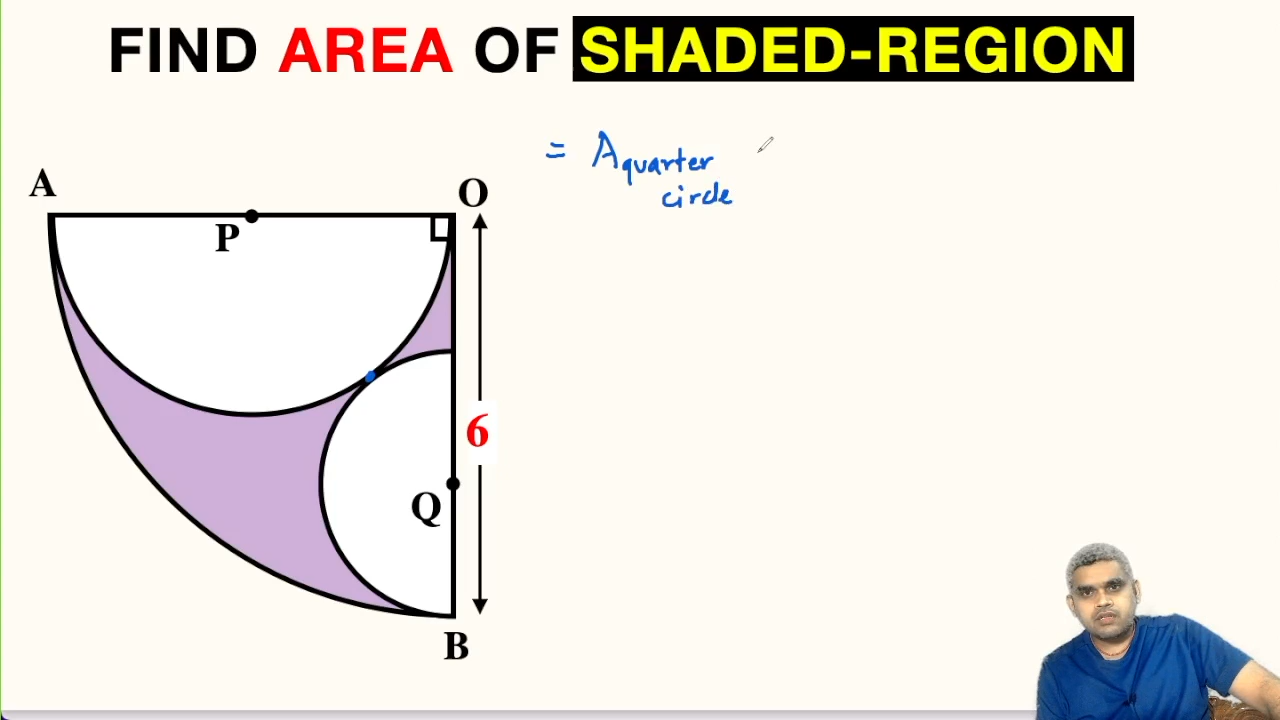 FIND AREA OF SHADED-REGION
= A quarter
circle
A
O
P
6
Q
B